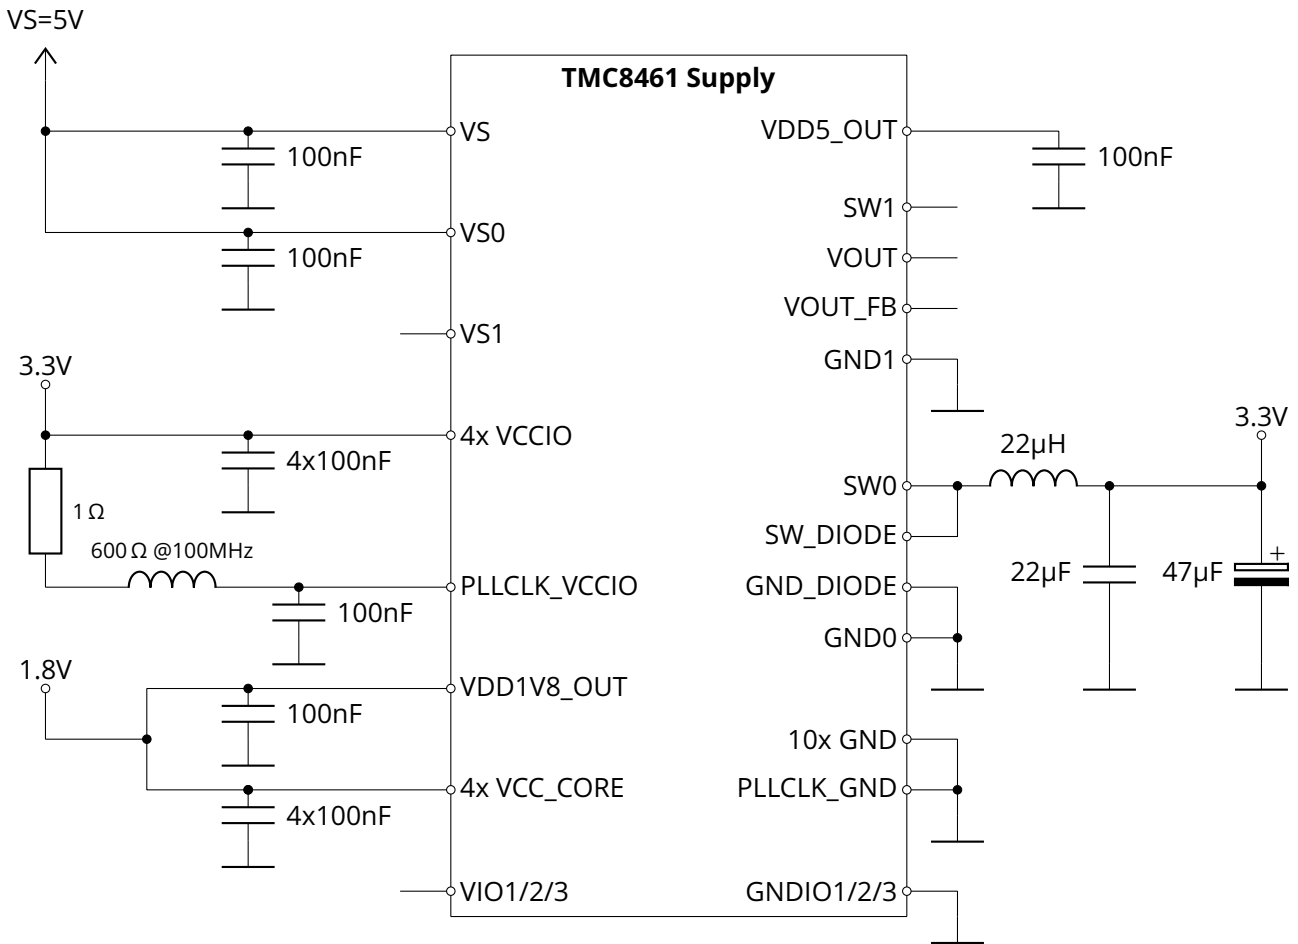 VS=5V
TMC8461 Supply
VS
VDD5_OUT
100nF
100nF
SW1
VS0
100nF
VOUT
VOUT_FB
VS1
GND1
3.3V
3.3V
4x VCCIO
22µH
4x100nF
SW0
1 Ω
SW_DIODE
600 Ω @100MHz
22µF
47µF
+
PLLCLK_VCCIO
GND_DIODE
100nF
GND0
1.8V
VDD1V8_OUT
100nF
10x GND
4x VCC_CORE
PLLCLK_GND
4x100nF
VIO1/2/3
GNDIO1/2/3